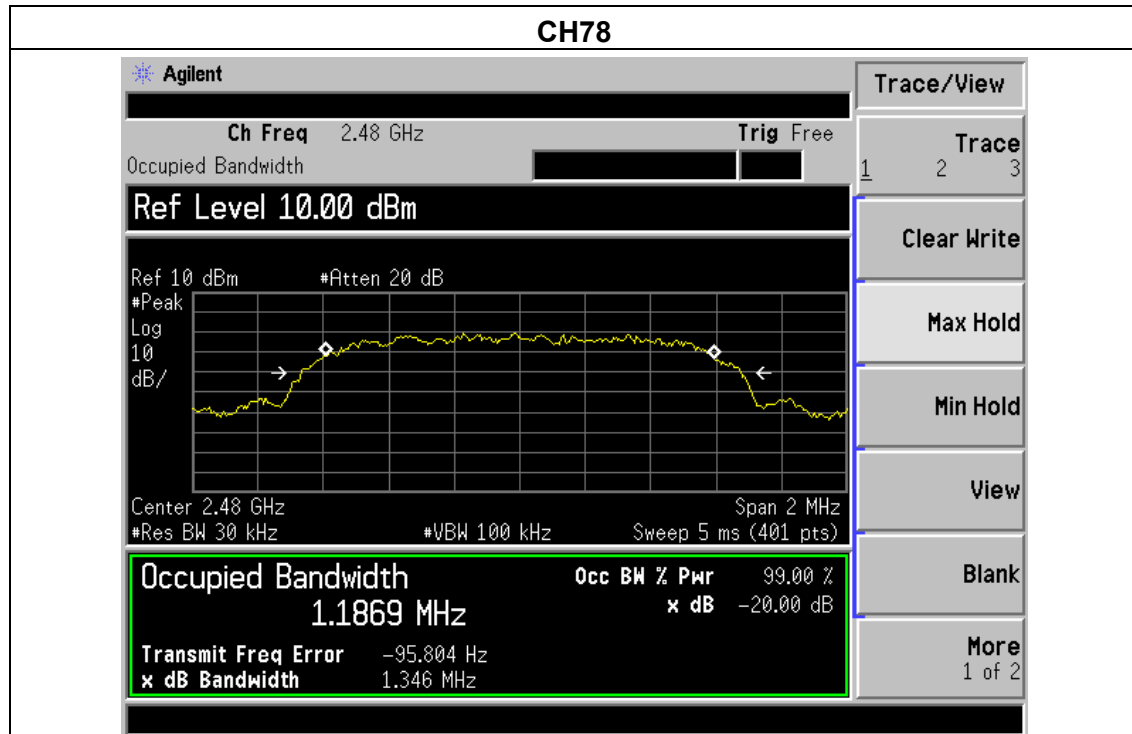 CH78
Agilent
Trace/View
Ch Freq 2.48 GHz Trig Free
Occupied Bandwidth
Trace
1 2 3
Ref Level 10.00 dBm
Clear Write
Ref 10 dBm #Atten 20 dB
#Peak
Log
10
dB/
Max Hold
Min Hold
View
Center 2.48 GHz Span 2 MHz
#Res BW 30 kHz #VBW 100 kHz Sweep 5 ms (401 pts)
Occupied Bandwidth Occ BW % Pwr 99.00 %
1.1869 MHz x dB -20.00 dB
Blank
Transmit Freq Error -95.804 Hz
x dB Bandwidth 1.346 MHz
More
1 of 2